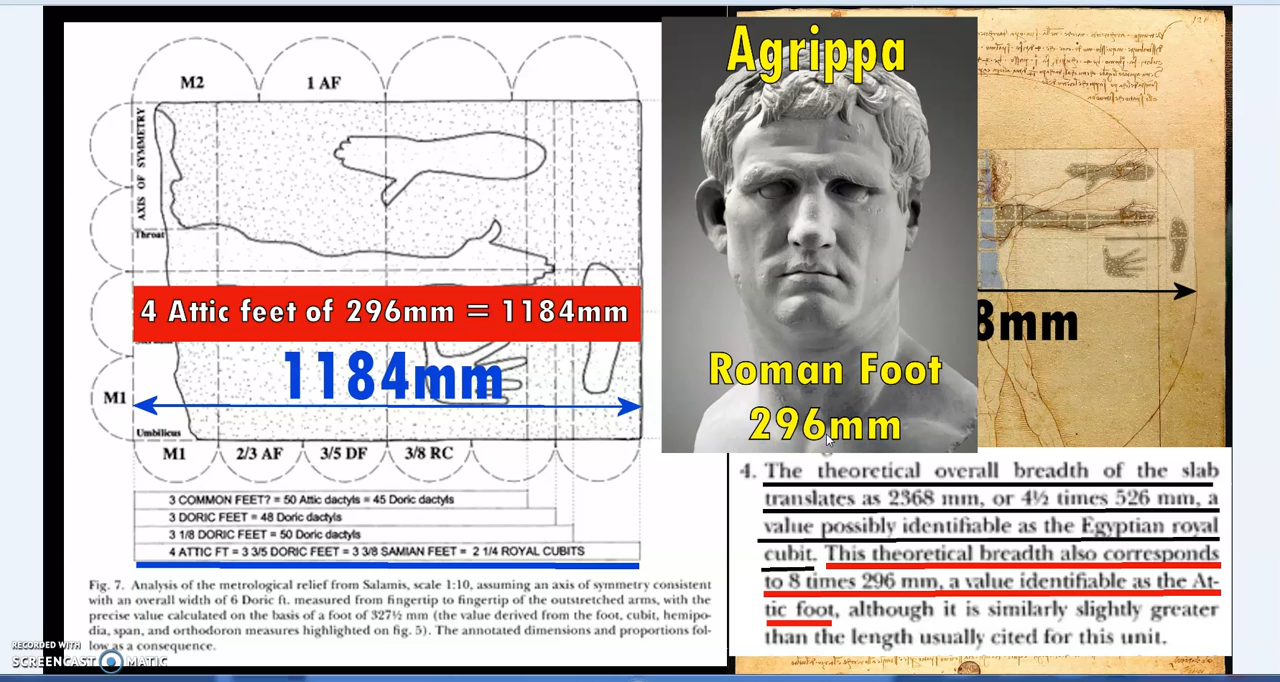 M2
1 AF
AXIS OF SYMMETRY
Throat
4 Attic feet of 296mm = 1184mm
1184mm
M1
Umbilicus
M1
2/3 AF
3/5 DF
3/8 RC
3 COMMON FEET? = 50 Attic dactyls = 45 Doric dactyls
3 DORIC FEET = 48 Doric dactyls
3 1/8 DORIC FEET = 50 Doric dactyls
4 ATTIC FT = 3 3/5 DORIC FEET = 3 3/8 SAMIAN FEET = 2 1/4 ROYAL CUBITS
Fig. 7. Analysis of the metrological relief from Salamis, scale 1:10, assuming an axis of symmetry consistent
with an overall width of 6 Doric ft. measured from fingertip to fingertip of the outstretched arms, with the
precise value calculated on the basis of a foot of 327½ mm (the value derived from the foot, cubit, hemipo-
dia, span, and orthodoron measures highlighted on fig. 5). The annotated dimensions and proportions fol-
low as a consequence.
RECORDED WITH
SCREENCAST MATIC
Agrippa
Roman Foot
296mm
8mm
4. The theoretical overall breadth of the slab
translates as 2368 mm, or 4½ times 526 mm, a
value possibly identifiable as the Egyptian royal
cubit. This theoretical breadth also corresponds
to 8 times 296 mm, a value identifiable as the At-
tic foot, although it is similarly slightly greater
than the length usually cited for this unit.